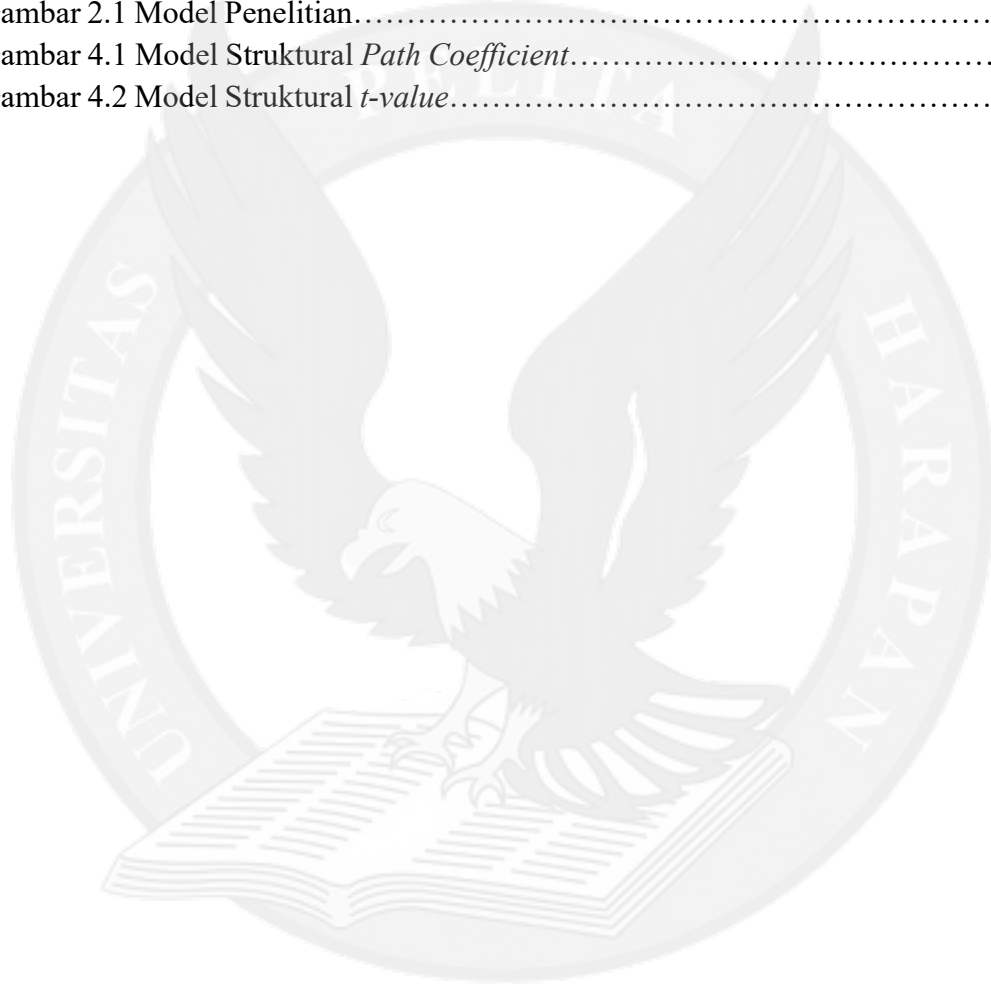 ambar 2.1 Model Penelitian……………………………………………………
ambar 4.1 Model Struktural Path Coefficient…………………………………
ambar 4.2 Model Struktural t-value……………………………………………
PELITA
UNIVERSITAS
HARAPAN